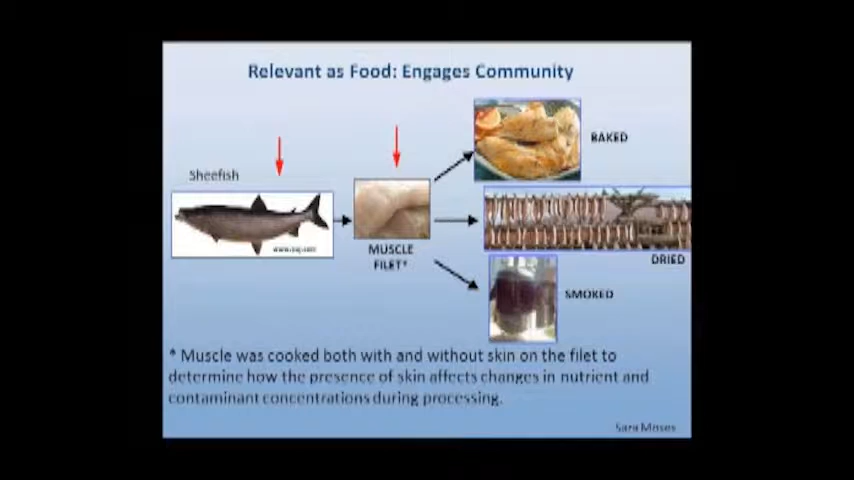 Relevant as Food: Engages Community
Sheefish
MUSCLE
FILET*
BAKED
DRIED
SMOKED
* Muscle was cooked both with and without skin on the filet to
determine how the presence of skin affects changes in nutrient and
contaminant concentrations during processing.
Sara Moses